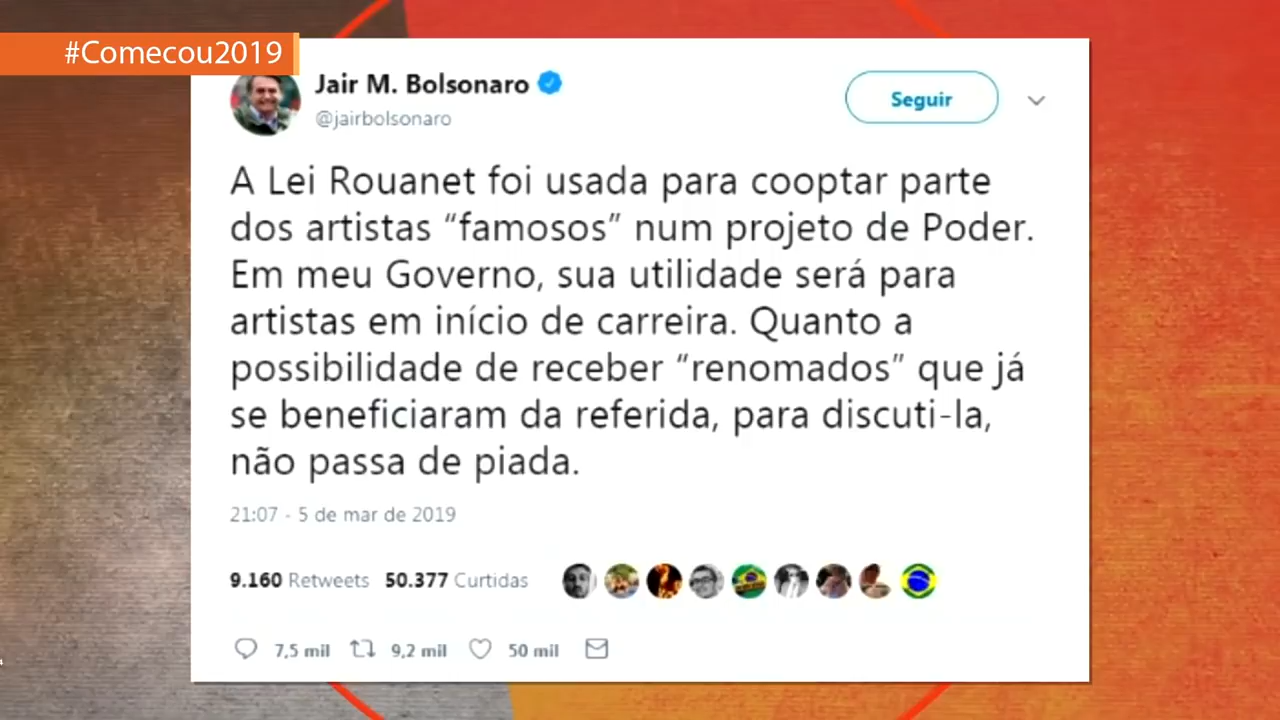 #Comecou2019
Jair M. Bolsonaro
@jairbolsonaro
Seguir
A Lei Rouanet foi usada para cooptar parte
dos artistas “famosos” num projeto de Poder.
Em meu Governo, sua utilidade será para
artistas em início de carreira. Quanto a
possibilidade de receber “renomados” que já
se beneficiaram da referida, para discuti-la,
não passa de piada.
21:07 - 5 de mar de 2019
9.160 Retweets 50.377 Curtidas
7,5 mil 9,2 mil 50 mil